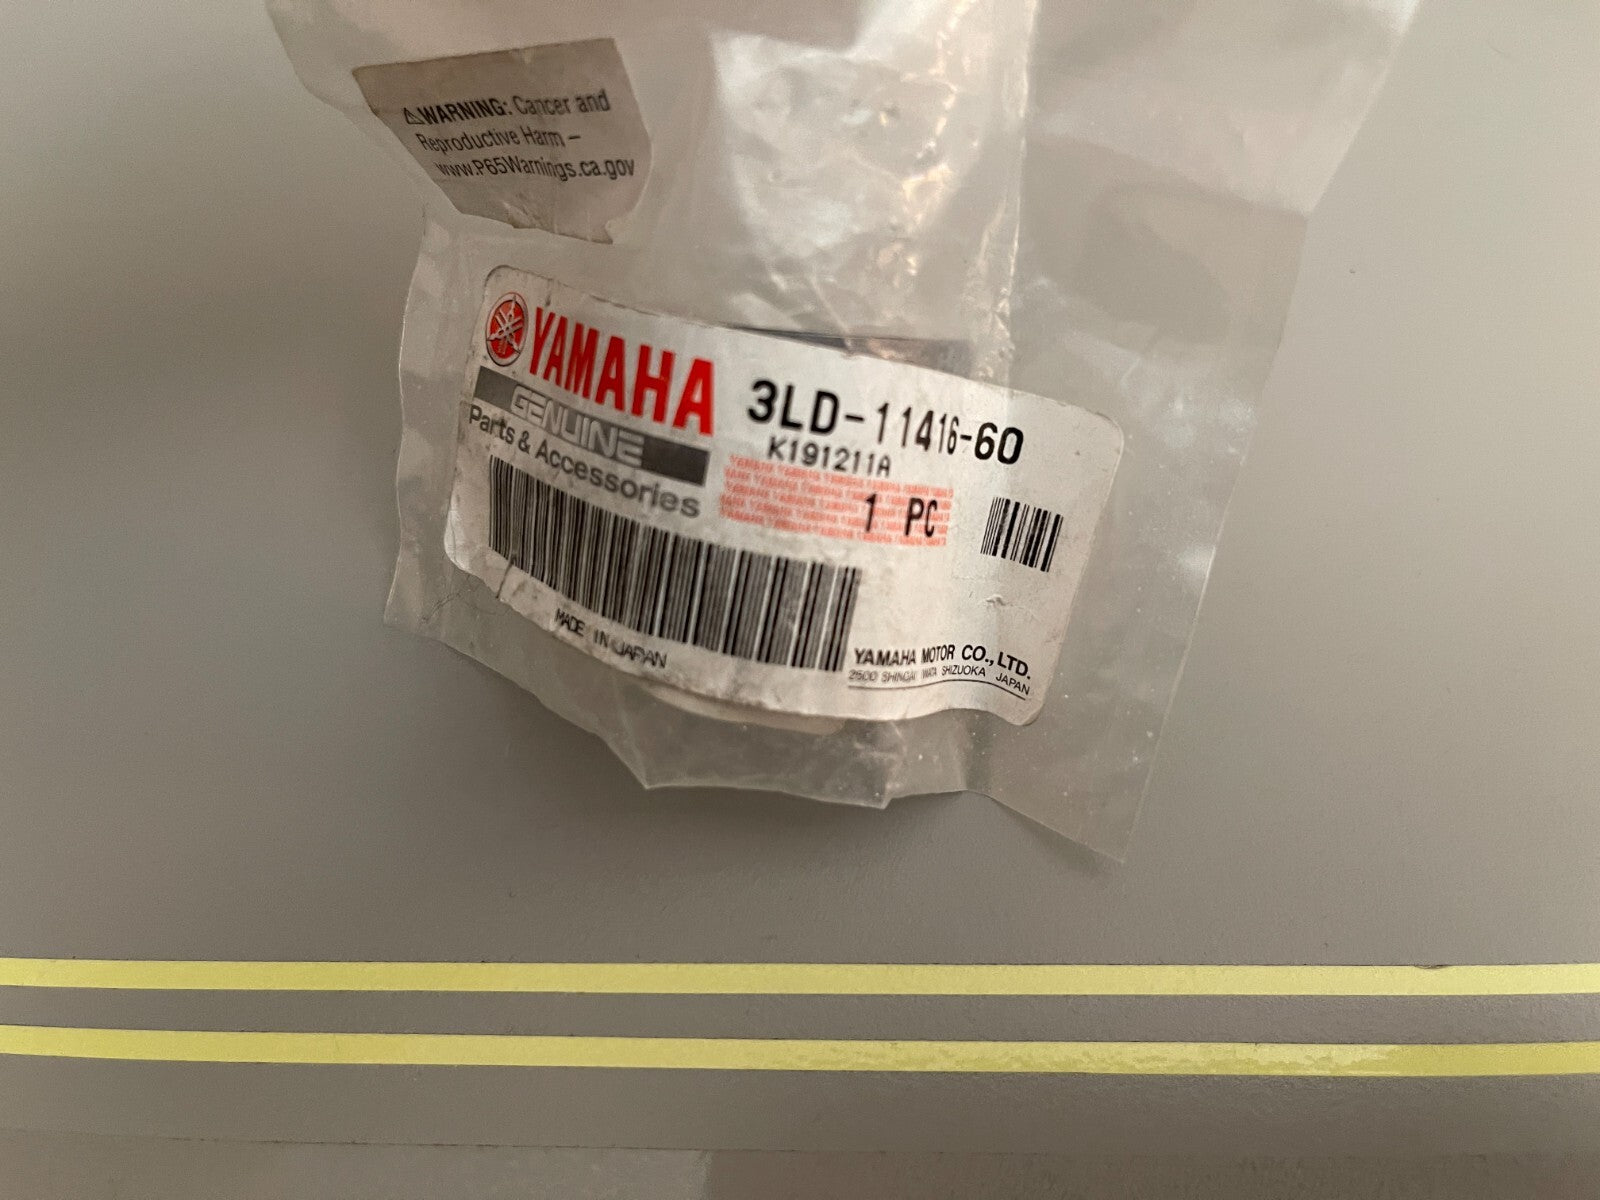 ⚠WARNING: Cancer and
Reproductive Harm –
www.P65Warnings.ca.gov
YAMAHA
GENUINE
Parts & Accessories
3LD-11416-60
K191211A
1 PC
MADE IN JAPAN
YAMAHA MOTOR CO., LTD.
2500 SHINGAI IWATA SHIZUOKA JAPAN